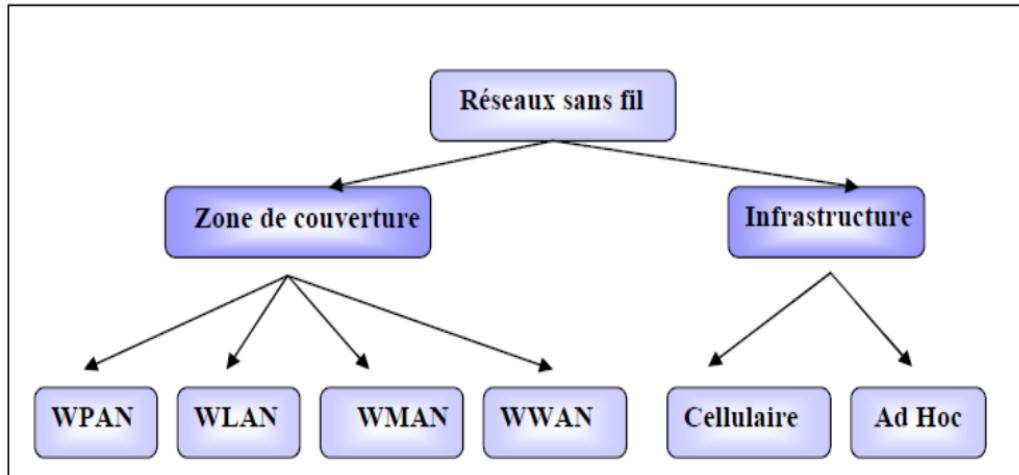 Réseaux sans fil
Zone de couverture
Infrastructure
WPAN
WLAN
WMAN
WWAN
Cellulaire
Ad Hoc